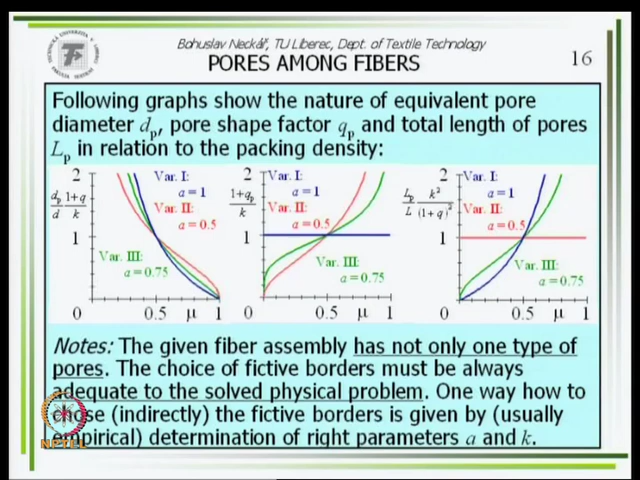 Bohuslav Neckář, TU Liberec, Dept. of Textile Technology
PORES AMONG FIBERS
16
Following graphs show the nature of equivalent pore
diameter dₚ, pore shape factor qₚ and total length of pores
Lₚ in relation to the packing density:
2
dₚ/d (1+q)/k
1
0
0.5
μ
1
Var. I:
a=1
Var. II:
a=0.5
Var. III:
a=0.75
2
(1+qₚ)/k
1
0
0.5
μ
1
Var. I:
a=1
Var. II:
a=0.5
Var. III:
a=0.75
2
Lₚ/L k²/(1+q)²
1
0
0.5
μ
1
Var. I:
a=1
Var. II:
a=0.5
Var. III:
a=0.75
Notes: The given fiber assembly has not only one type of
pores. The choice of fictive borders must be always
adequate to the solved physical problem. One way how to
chose (indirectly) the fictive borders is given by (usually
empirical) determination of right parameters a and k.
NPTEL